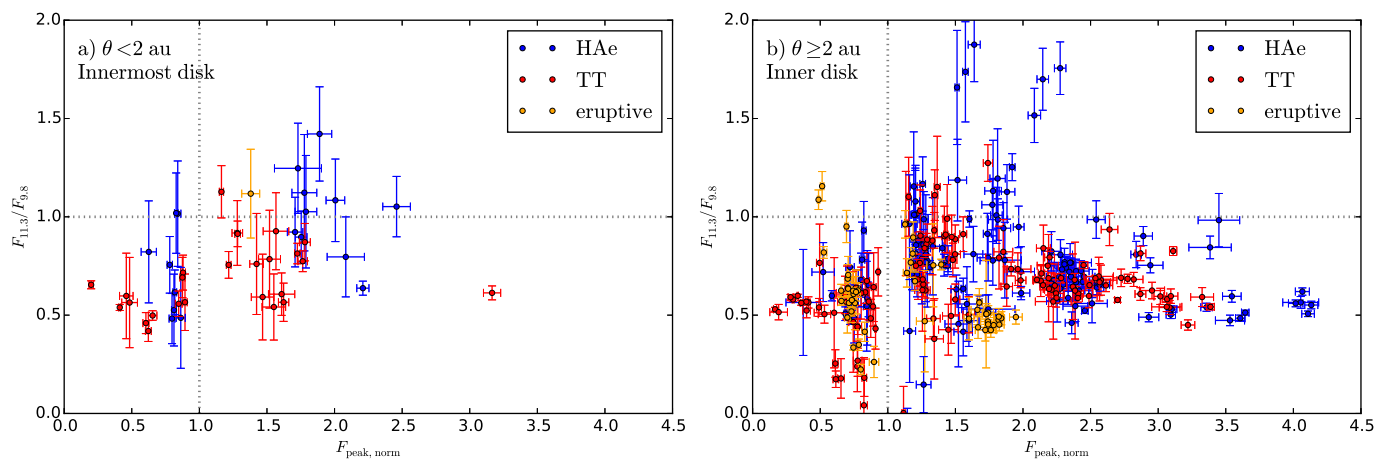 a) θ <2 au
Innermost disk
HAe
TT
eruptive
2.0
1.5
1.0
0.5
0.0
F11.3/F9.8
0.0 0.5 1.0 1.5 2.0 2.5 3.0 3.5 4.0 4.5
Fpeak, norm
b) θ ≥2 au
Inner disk
HAe
TT
eruptive
2.0
1.5
1.0
0.5
0.0
F11.3/F9.8
0.0 0.5 1.0 1.5 2.0 2.5 3.0 3.5 4.0 4.5
Fpeak, norm